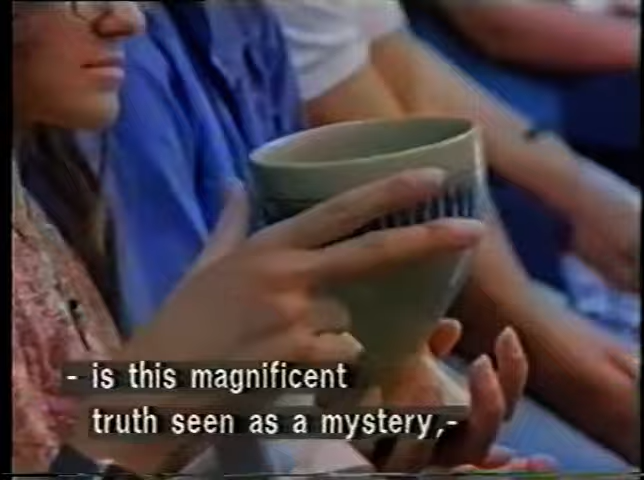 - is this magnificent
truth seen as a mystery,-